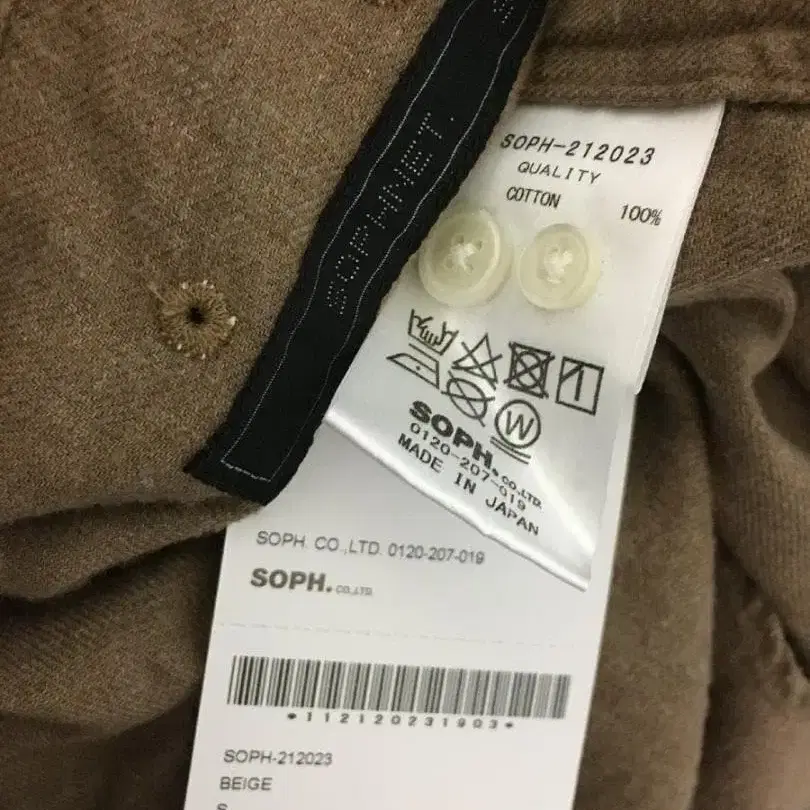 SOPHNET.
SOPH-212023
QUALITY
COTTON 100%
W
SOPH.CO.,LTD.
0120-207-019
MADE IN JAPAN
SOPH. CO.,LTD. 0120-207-019
SOPH.CO.,LTD.
*112120231903*
SOPH-212023
BEIGE
S